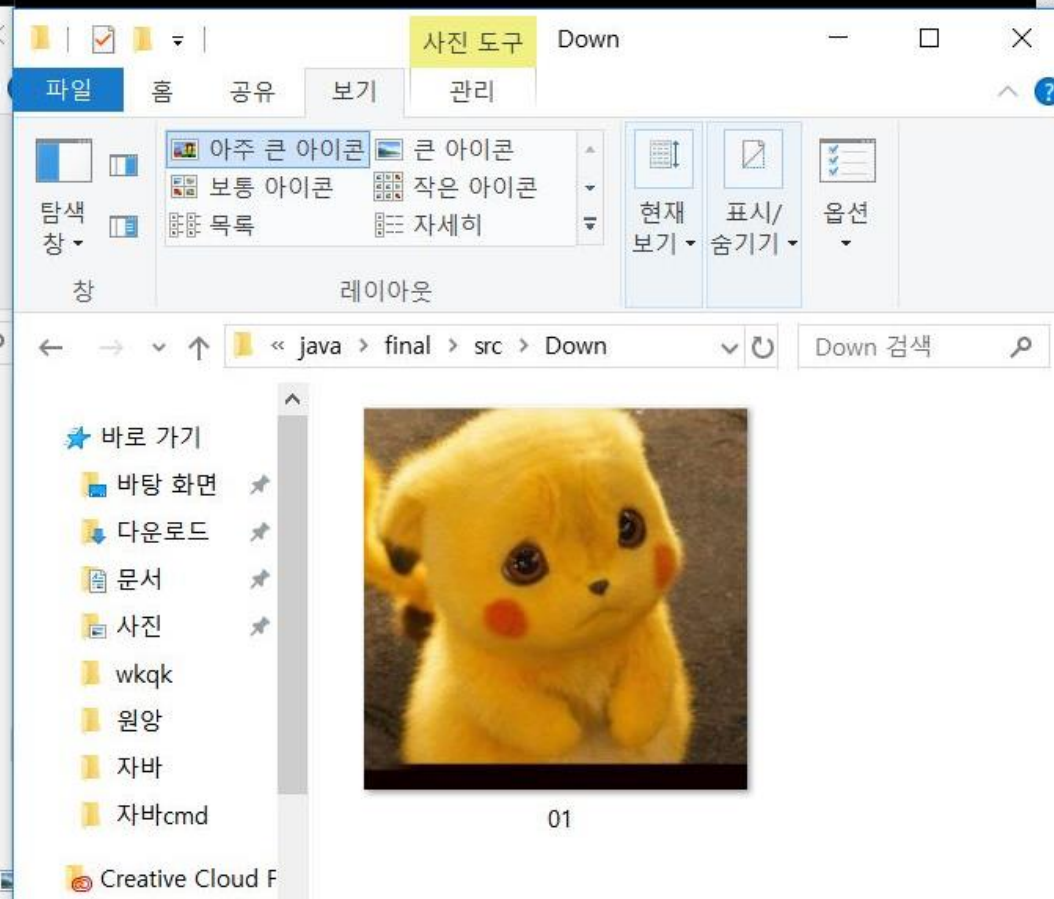 사진 도구 Down
파일 홈 공유 보기 관리
아주 큰 아이콘 큰 아이콘
보통 아이콘 작은 아이콘
목록 자세히
탐색
창
현재
보기
표시/
숨기기
옵션
창 레이아웃
« java > final > src > Down Down 검색
바로 가기
바탕 화면
다운로드
문서
사진
wkqk
원앙
자바
자바cmd
Creative Cloud F
01